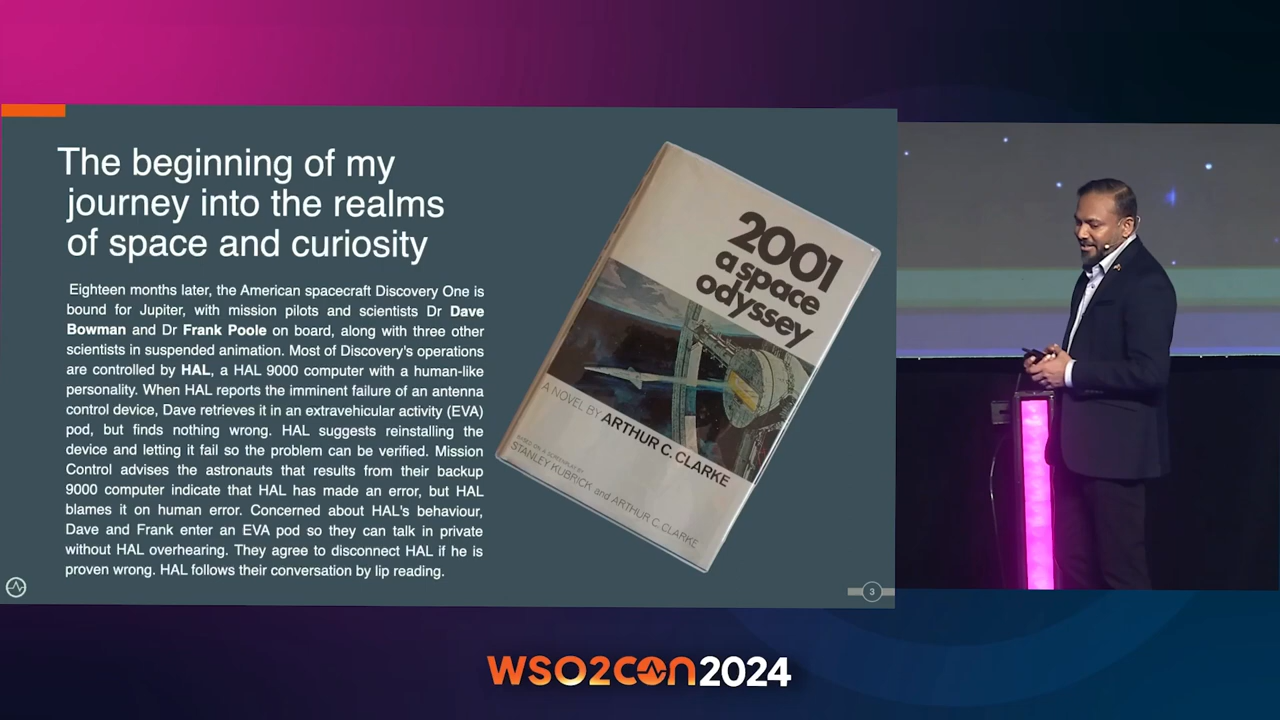 The beginning of my
journey into the realms
of space and curiosity
Eighteen months later, the American spacecraft Discovery One is
bound for Jupiter, with mission pilots and scientists Dr Dave
Bowman and Dr Frank Poole on board, along with three other
scientists in suspended animation. Most of Discovery's operations
are controlled by HAL, a HAL 9000 computer with a human-like
personality. When HAL reports the imminent failure of an antenna
control device, Dave retrieves it in an extravehicular activity (EVA)
pod, but finds nothing wrong. HAL suggests reinstalling the
device and letting it fail so the problem can be verified. Mission
Control advises the astronauts that results from their backup
9000 computer indicate that HAL has made an error, but HAL
blames it on human error. Concerned about HAL's behaviour,
Dave and Frank enter an EVA pod so they can talk in private
without HAL overhearing. They agree to disconnect HAL if he is
proven wrong. HAL follows their conversation by lip reading.
2001
a space
odyssey
A NOVEL BY ARTHUR C. CLARKE
BASED ON A SCREENPLAY BY
STANLEY KUBRICK and ARTHUR C. CLARKE
3
WSO2CON2024